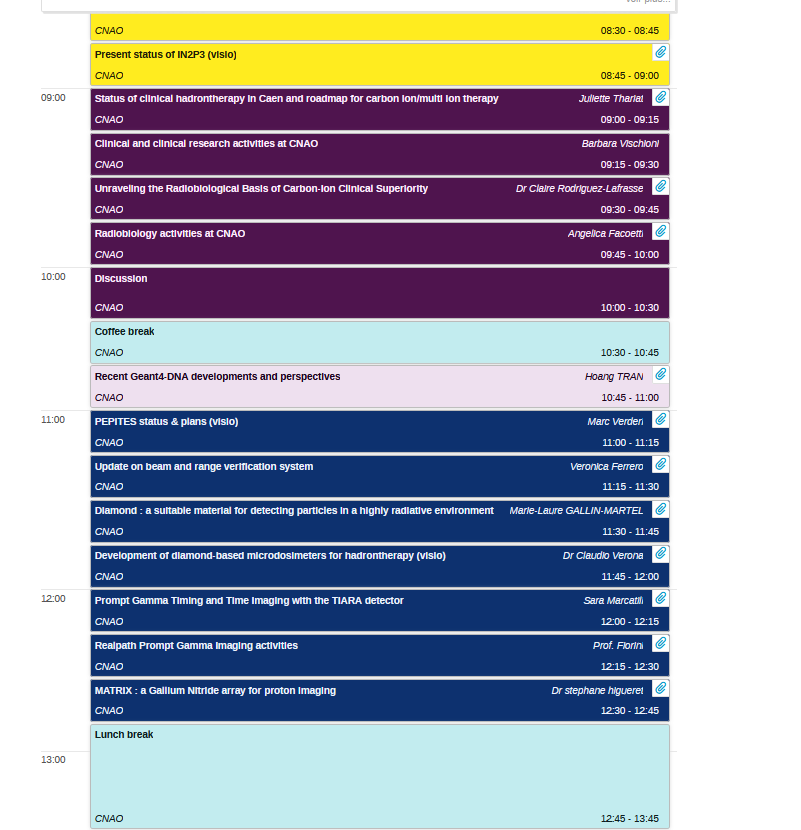 CNAO 08:30 - 08:45
Present status of IN2P3 (visio)
CNAO 08:45 - 09:00
09:00
Status of clinical hadrontherapy in Caen and roadmap for carbon ion/multi ion therapy Juliette Thariat
CNAO 09:00 - 09:15
Clinical and clinical research activities at CNAO Barbara Vischioni
CNAO 09:15 - 09:30
Unraveling the Radiobiological Basis of Carbon-Ion Clinical Superiority Dr Claire Rodriguez-Lafrasse
CNAO 09:30 - 09:45
Radiobiology activities at CNAO Angelica Facoetti
CNAO 09:45 - 10:00
10:00
Discussion
CNAO 10:00 - 10:30
Coffee break
CNAO 10:30 - 10:45
Recent Geant4-DNA developments and perspectives Hoang TRAN
CNAO 10:45 - 11:00
11:00
PEPITES status & plans (visio) Marc Verderi
CNAO 11:00 - 11:15
Update on beam and range verification system Veronica Ferrero
CNAO 11:15 - 11:30
Diamond : a suitable material for detecting particles in a highly radiative environment Marie-Laure GALLIN-MARTEL
CNAO 11:30 - 11:45
Development of diamond-based microdosimeters for hadrontherapy (visio) Dr Claudio Verona
CNAO 11:45 - 12:00
12:00
Prompt Gamma Timing and Time Imaging with the TIARA detector Sara Marcatili
CNAO 12:00 - 12:15
Realpath Prompt Gamma Imaging activities Prof. Fiorini
CNAO 12:15 - 12:30
MATRIX : a Gallium Nitride array for proton imaging Dr stephane higueret
CNAO 12:30 - 12:45
Lunch break
13:00
CNAO 12:45 - 13:45